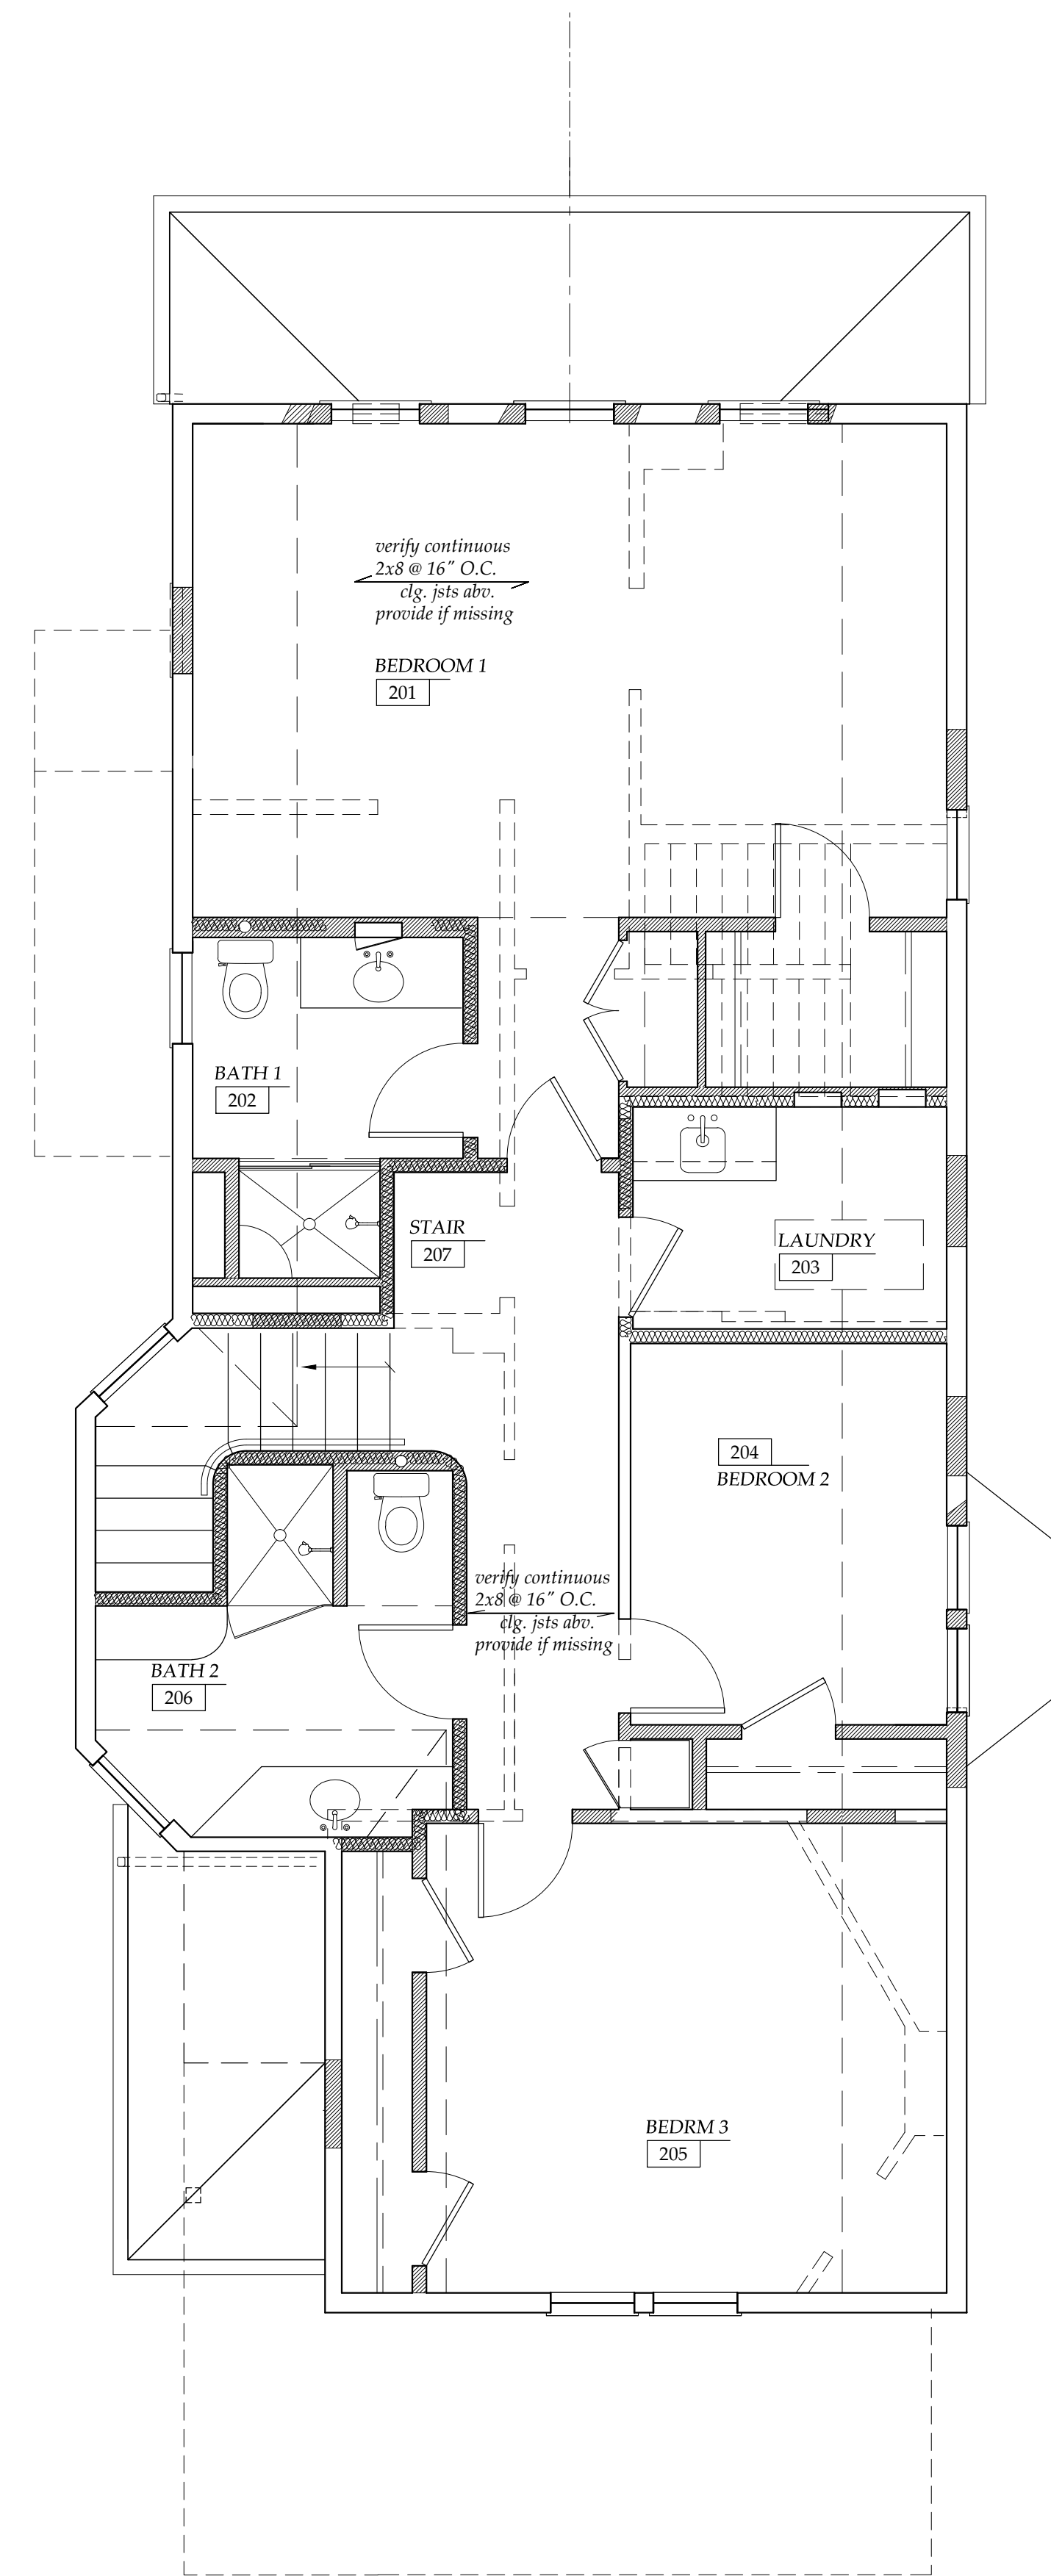 verify continuous
2x8 @ 16" O.C.
clg. jsts abv.
provide if missing
BEDROOM 1
201
BATH 1
202
STAIR
207
LAUNDRY
203
204
BEDROOM 2
verify continuous
2x8 @ 16" O.C.
clg. jsts abv.
provide if missing
BATH 2
206
BEDRM 3
205